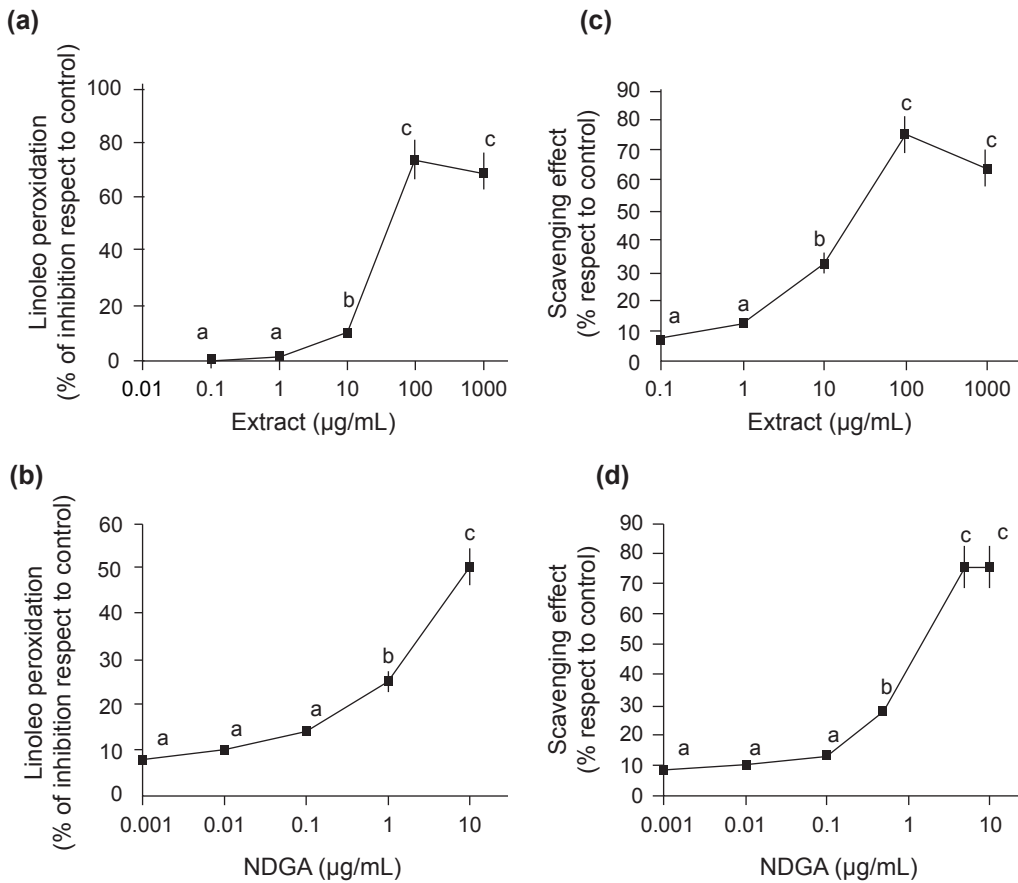 (a)
Linoleo peroxidation
(% of inhibition respect to control)
100
80
60
40
20
0
a
a
b
c
c
0.01
0.1
1
10
100
1000
Extract (µg/mL)
(c)
Scavenging effect
(% respect to control)
90
80
70
60
50
40
30
20
10
0
a
a
b
c
c
0.1
1
10
100
1000
Extract (µg/mL)
(b)
Linoleo peroxidation
(% of inhibition respect to control)
60
50
40
30
20
10
0
a
a
a
b
c
0.001
0.01
0.1
1
10
NDGA (µg/mL)
(d)
Scavenging effect
(% respect to control)
90
80
70
60
50
40
30
20
10
0
a
a
a
b
c
c
0.001
0.01
0.1
1
10
NDGA (µg/mL)